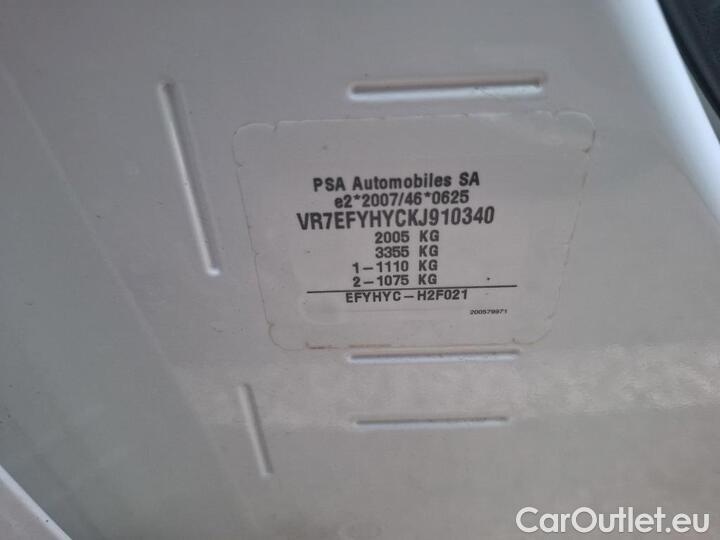 PSA Automobiles SA
e2*2007/46*0625
VR7EFYHYCKJ910340
2005 KG
3355 KG
1-1110 KG
2-1075 KG
EFYHYC-H2F021
200579971
CarOutlet.eu